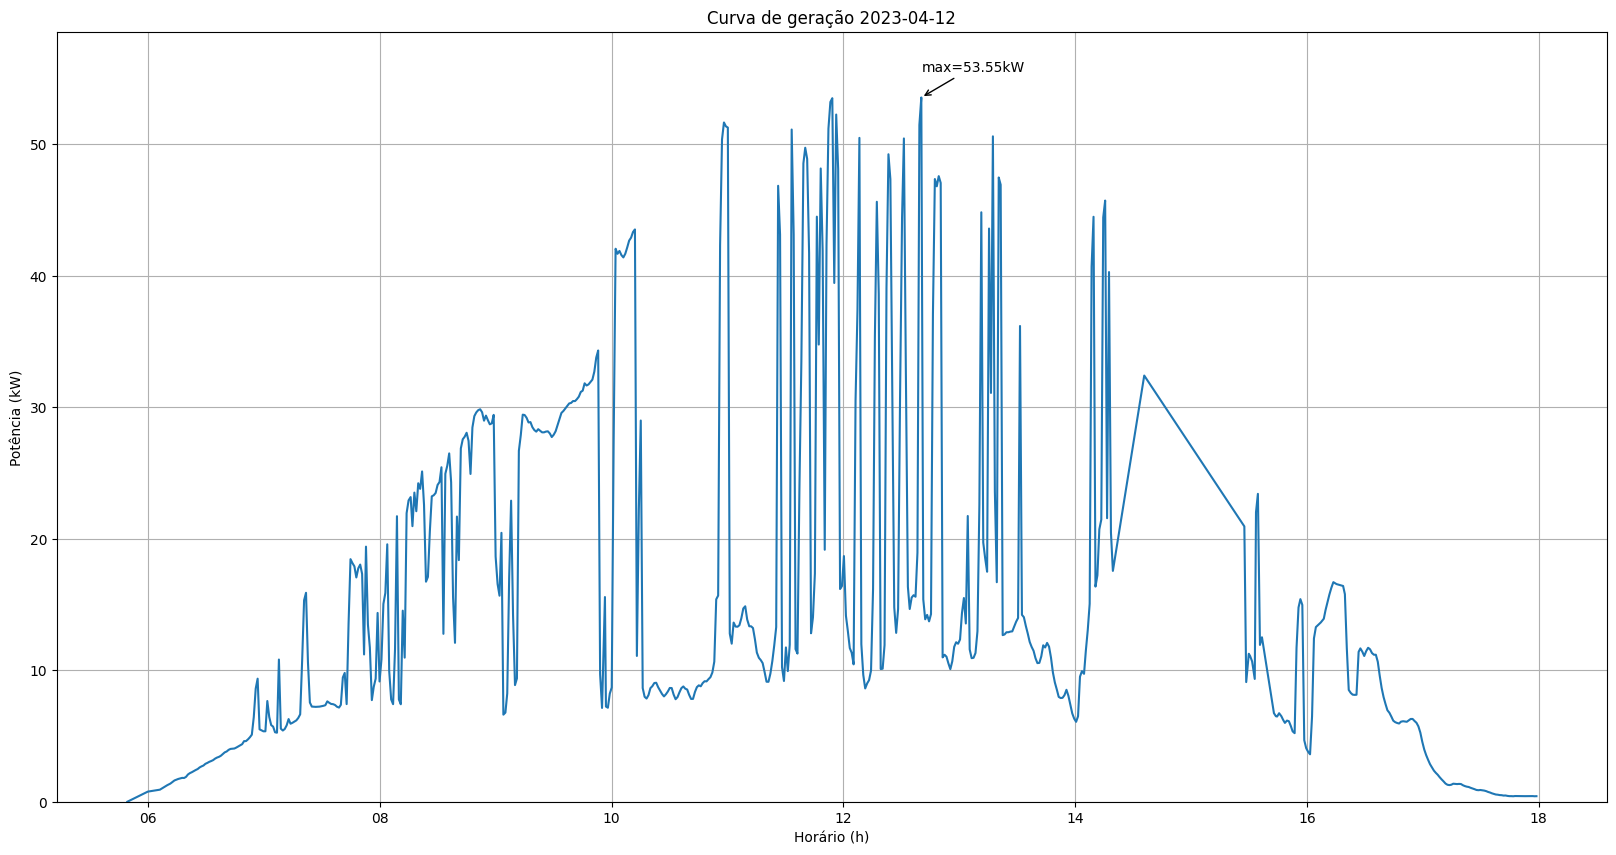 Curva de geração 2023-04-12
max=53.55kW
Potência (kW)
50
40
30
20
10
0
06 08 10 12 14 16 18
Horário (h)